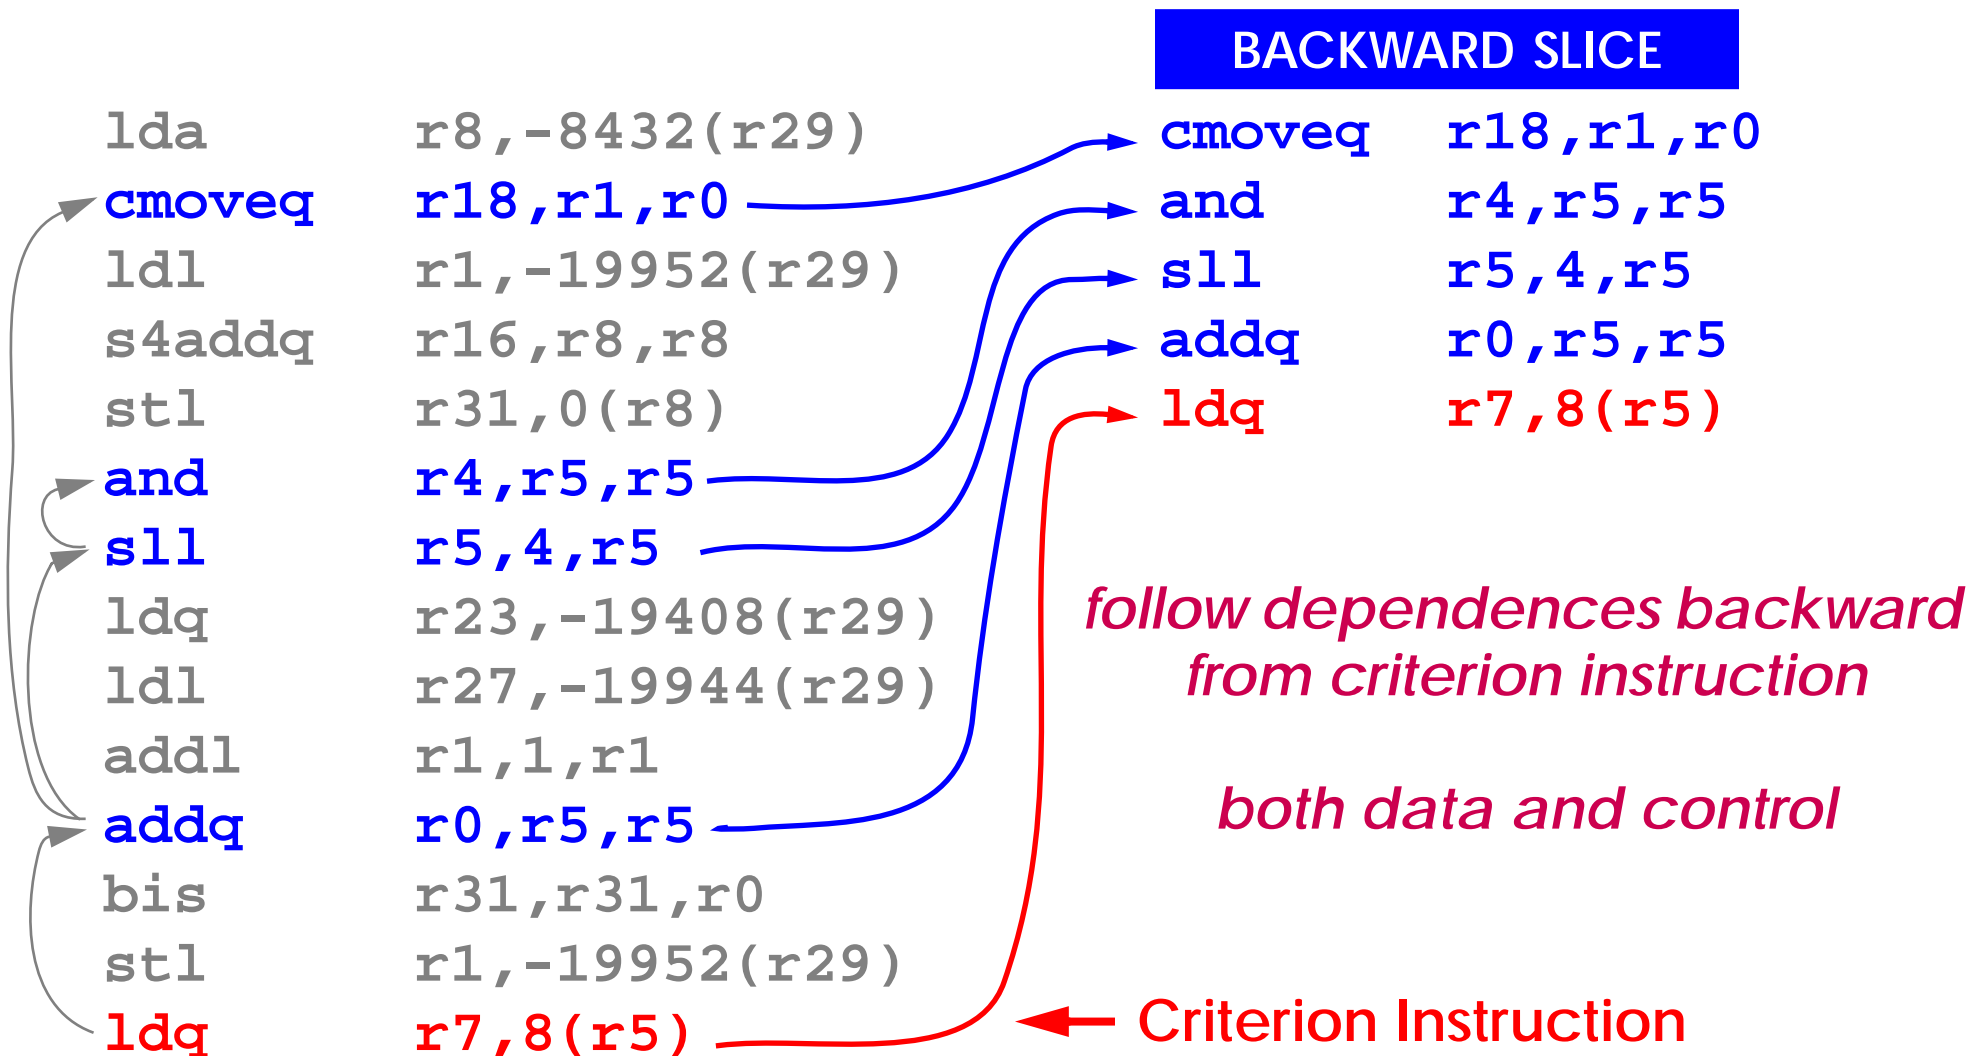 BACKWARD SLICE
lda r8,-8432(r29)
cmoveq r18,r1,r0
ldl r1,-19952(r29)
s4addq r16,r8,r8
stl r31,0(r8)
and r4,r5,r5
sll r5,4,r5
ldq r23,-19408(r29)
ldl r27,-19944(r29)
addl r1,1,r1
addq r0,r5,r5
bis r31,r31,r0
stl r1,-19952(r29)
ldq r7,8(r5)
cmoveq r18,r1,r0
and r4,r5,r5
sll r5,4,r5
addq r0,r5,r5
ldq r7,8(r5)
follow dependences backward
from criterion instruction
both data and control
Criterion Instruction